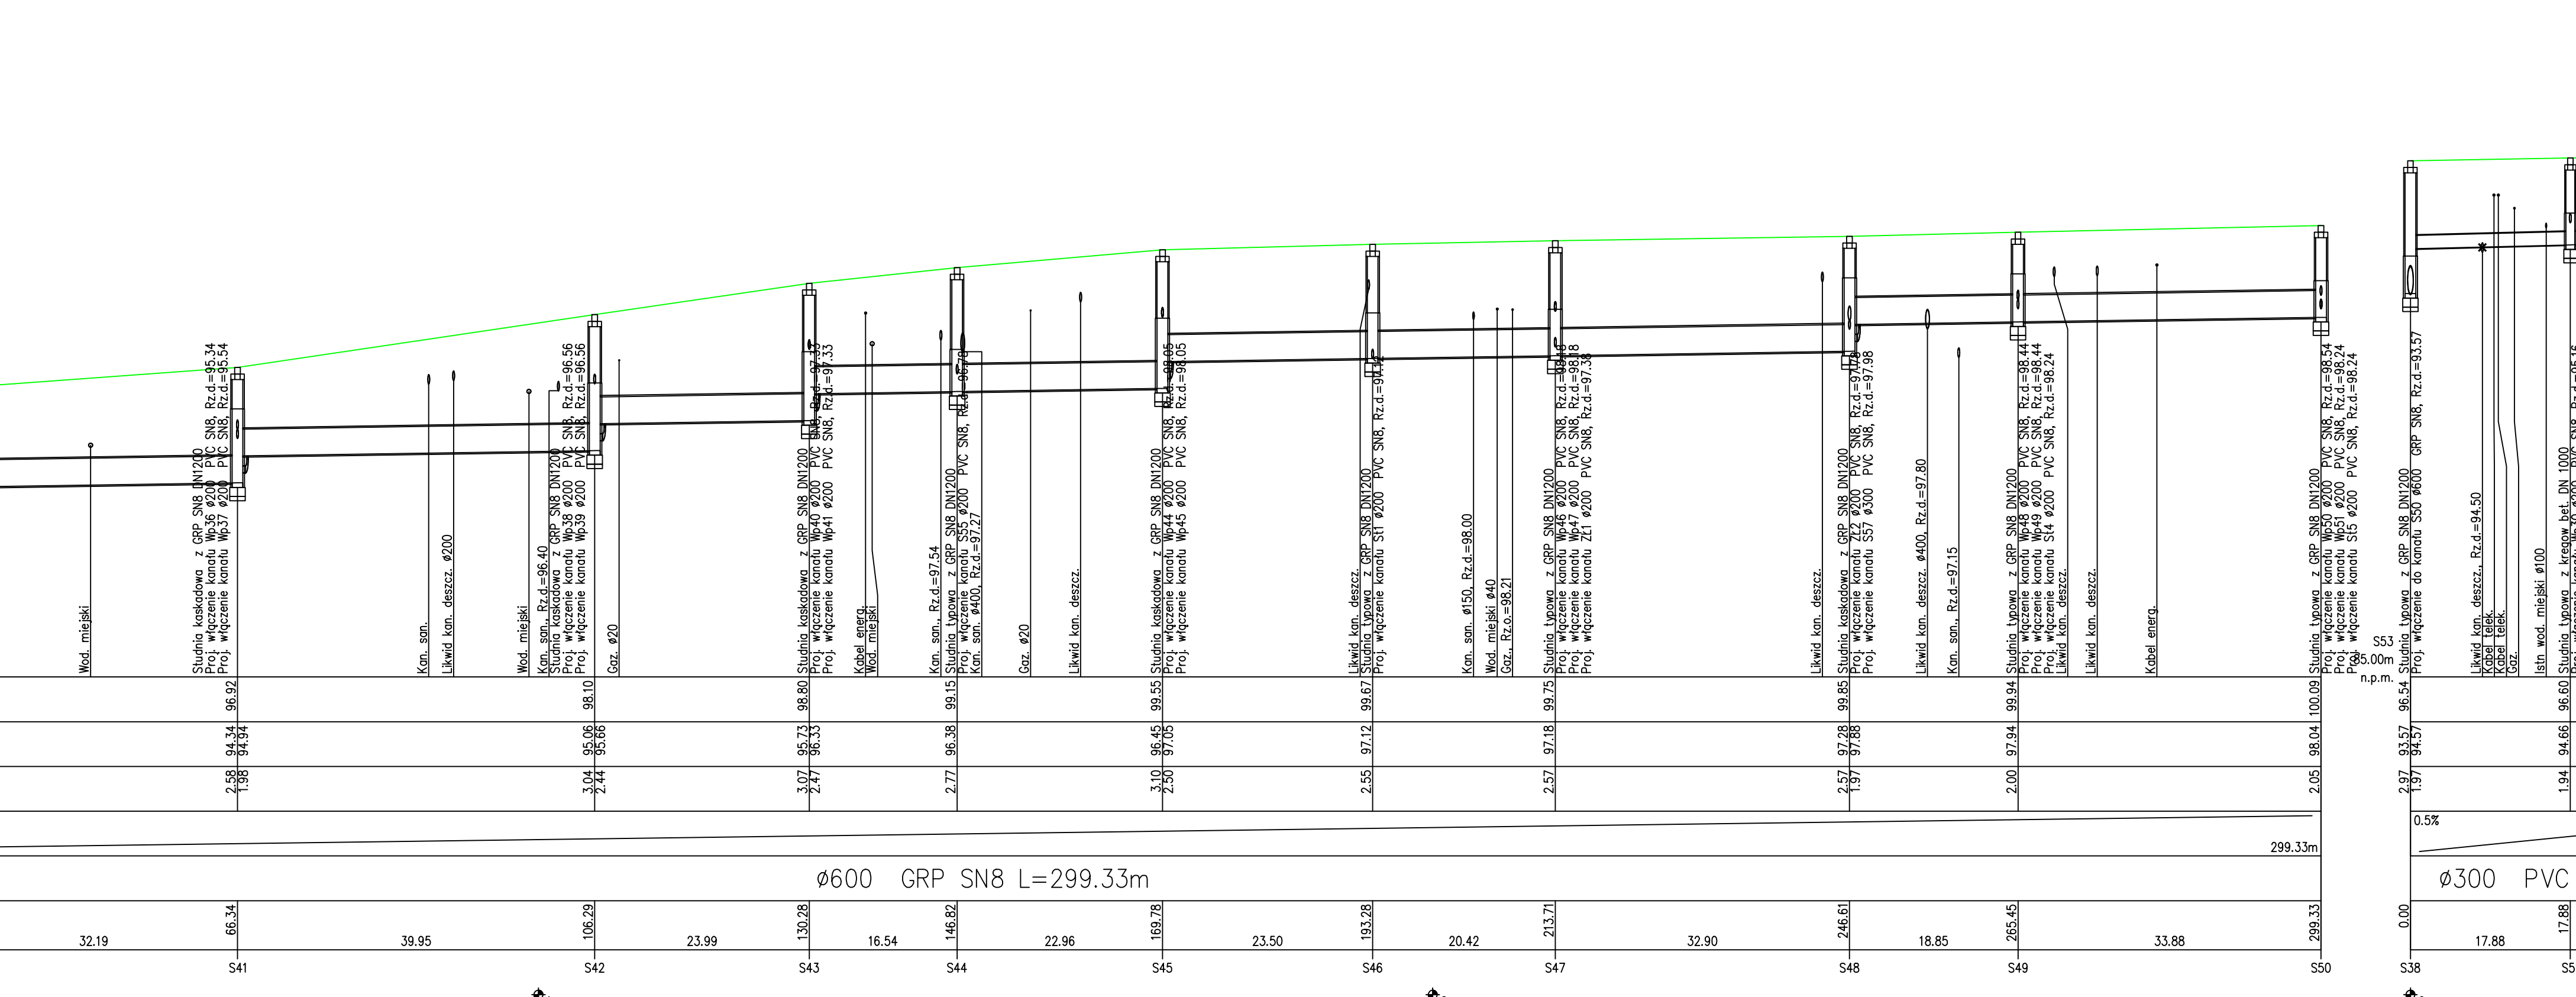 Wod. miejski
Studnia kaskadowa z GRP SN8 DN1200
Proj. włączenie kanału Wp36 ø200 PVC SN8, Rz.d.=95.34
Proj. włączenie kanału Wp37 ø200 PVC SN8, Rz.d.=95.54
Kan. san.
Likwid kan. deszcz. ø200
Wod. miejski
Kan. san., Rz.d.=96.40
Studnia kaskadowa z GRP SN8 DN1200
Proj. włączenie kanału Wp38 ø200 PVC SN8, Rz.d.=96.56
Proj. włączenie kanału Wp39 ø200 PVC SN8, Rz.d.=96.56
Gaz. ø20
Studnia kaskadowa z GRP SN8 DN1200
Proj. włączenie kanału Wp40 ø200 PVC SN8, Rz.d.=97.33
Proj. włączenie kanału Wp41 ø200 PVC SN8, Rz.d.=97.33
Kabel energ.
Wod. miejski
Kan. san., Rz.d.=97.54
Studnia typowa z GRP SN8 DN1200
Proj. włączenie kanału S55 ø200 PVC SN8, Rz.d.=96.78
Kan. san. ø400, Rz.d.=97.27
Gaz. ø20
Likwid kan. deszcz.
Studnia kaskadowa z GRP SN8 DN1200
Proj. włączenie kanału Wp44 ø200 PVC SN8, Rz.d.=98.05
Proj. włączenie kanału Wp45 ø200 PVC SN8, Rz.d.=98.05
Likwid kan. deszcz.
Studnia typowa z GRP SN8 DN1200
Proj. włączenie kanału St1 ø200 PVC SN8, Rz.d.=97.12
Kan. san. ø150, Rz.d.=98.00
Wod. miejski ø40
Gaz., Rz.o.=98.21
Studnia typowa z GRP SN8 DN1200
Proj. włączenie kanału Wp46 ø200 PVC SN8, Rz.d.=98.18
Proj. włączenie kanału Wp47 ø200 PVC SN8, Rz.d.=98.18
Proj. włączenie kanału Zł1 ø200 PVC SN8, Rz.d.=97.38
Likwid kan. deszcz.
Studnia kaskadowa z GRP SN8 DN1200
Proj. włączenie kanału Zł2 ø200 PVC SN8, Rz.d.=97.78
Proj. włączenie kanału S57 ø300 PVC SN8, Rz.d.=97.98
Likwid kan. deszcz. ø400, Rz.d.=97.80
Kan. san., Rz.d.=97.15
Studnia typowa z GRP SN8 DN1200
Proj. włączenie kanału Wp48 ø200 PVC SN8, Rz.d.=98.44
Proj. włączenie kanału Wp49 ø200 PVC SN8, Rz.d.=98.44
Proj. włączenie kanału St4 ø200 PVC SN8, Rz.d.=98.24
Likwid kan. deszcz.
Likwid kan. deszcz.
Kabel energ.
Studnia typowa z GRP SN8 DN1200
Proj. włączenie kanału Wp50 ø200 PVC SN8, Rz.d.=98.54
Proj. włączenie kanału Wp51 ø200 PVC SN8, Rz.d.=98.24
Proj. włączenie kanału St5 ø200 PVC SN8, Rz.d.=98.24
S53
85.00m
n.p.m.
Studnia typowa z GRP SN8 DN1200
Proj. włączenie do kanału S50 ø600 GRP SN8, Rz.d.=93.57
Likwid kan. deszcz., Rz.d.=94.50
Kabel telek.
Kabel telek.
Gaz.
Istn wod. miejski ø100
Studnia typowa z kręgow bet. DN 1000
96.92 98.10 98.80 99.15 99.55 99.67 99.75 99.85 99.94 100.09 96.54 96.60
94.34 94.94 95.06 95.66 95.73 96.33 96.38 96.45 97.05 97.12 97.18 97.28 97.88 97.94 98.04 93.57 94.57 94.66
2.58 1.98 3.04 2.44 3.07 2.47 2.77 3.10 2.50 2.55 2.57 2.57 1.97 2.00 2.05 2.97 1.97 1.94
0.5%
299.33m
ø600 GRP SN8 L=299.33m ø300 PVC
66.34 106.29 130.28 146.82 169.78 193.28 213.71 246.61 265.45 299.33 0.00 17.88
32.19 39.95 23.99 16.54 22.96 23.50 20.42 32.90 18.85 33.88 17.88
S41 S42 S43 S44 S45 S46 S47 S48 S49 S50 S38